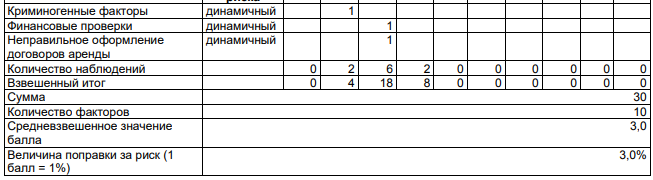 риска
Криминогенные факторы динамичный 1
Финансовые проверки динамичный 1
Неправильное оформление динамичный 1
договоров аренды
Количество наблюдений 0 2 6 2 0 0 0 0 0 0
Взвешенный итог 0 4 18 8 0 0 0 0 0 0
Сумма 30
Количество факторов 10
Средневзвешенное значение 3,0
балла
Величина поправки за риск (1 3,0%
балл = 1%)